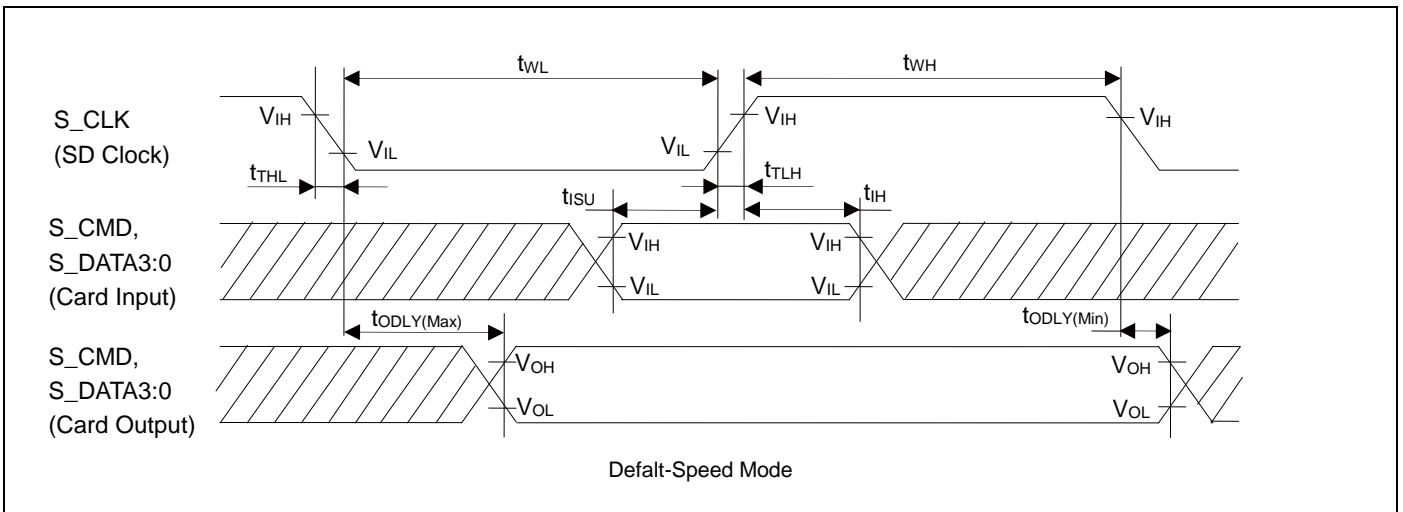 tWL
tWH
S_CLK
(SD Clock)
VIH
VIL
VIL
VIH
VIH
tTHL
tTLH
tISU
tIH
S_CMD,
S_DATA3:0
(Card Input)
VIH
VIL
VIH
VIL
tODLY(Max)
tODLY(Min)
S_CMD,
S_DATA3:0
(Card Output)
VOH
VOL
VOH
VOL
Defalt-Speed Mode